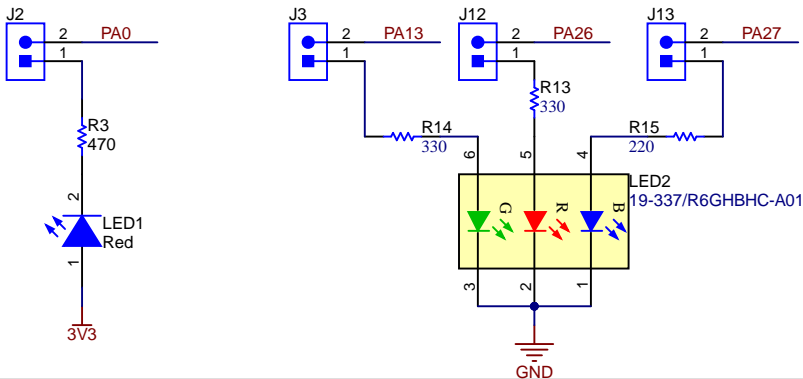 J2
2 PA0
1
R3
470
2
LED1
Red
1
3V3
J3
2 PA13
1
R14
330
J12
2 PA26
1
R13
330
J13
2 PA27
1
R15
220
6 5 4
LED2
19-337/R6GHBHC-A01
G R B
3 2 1
GND